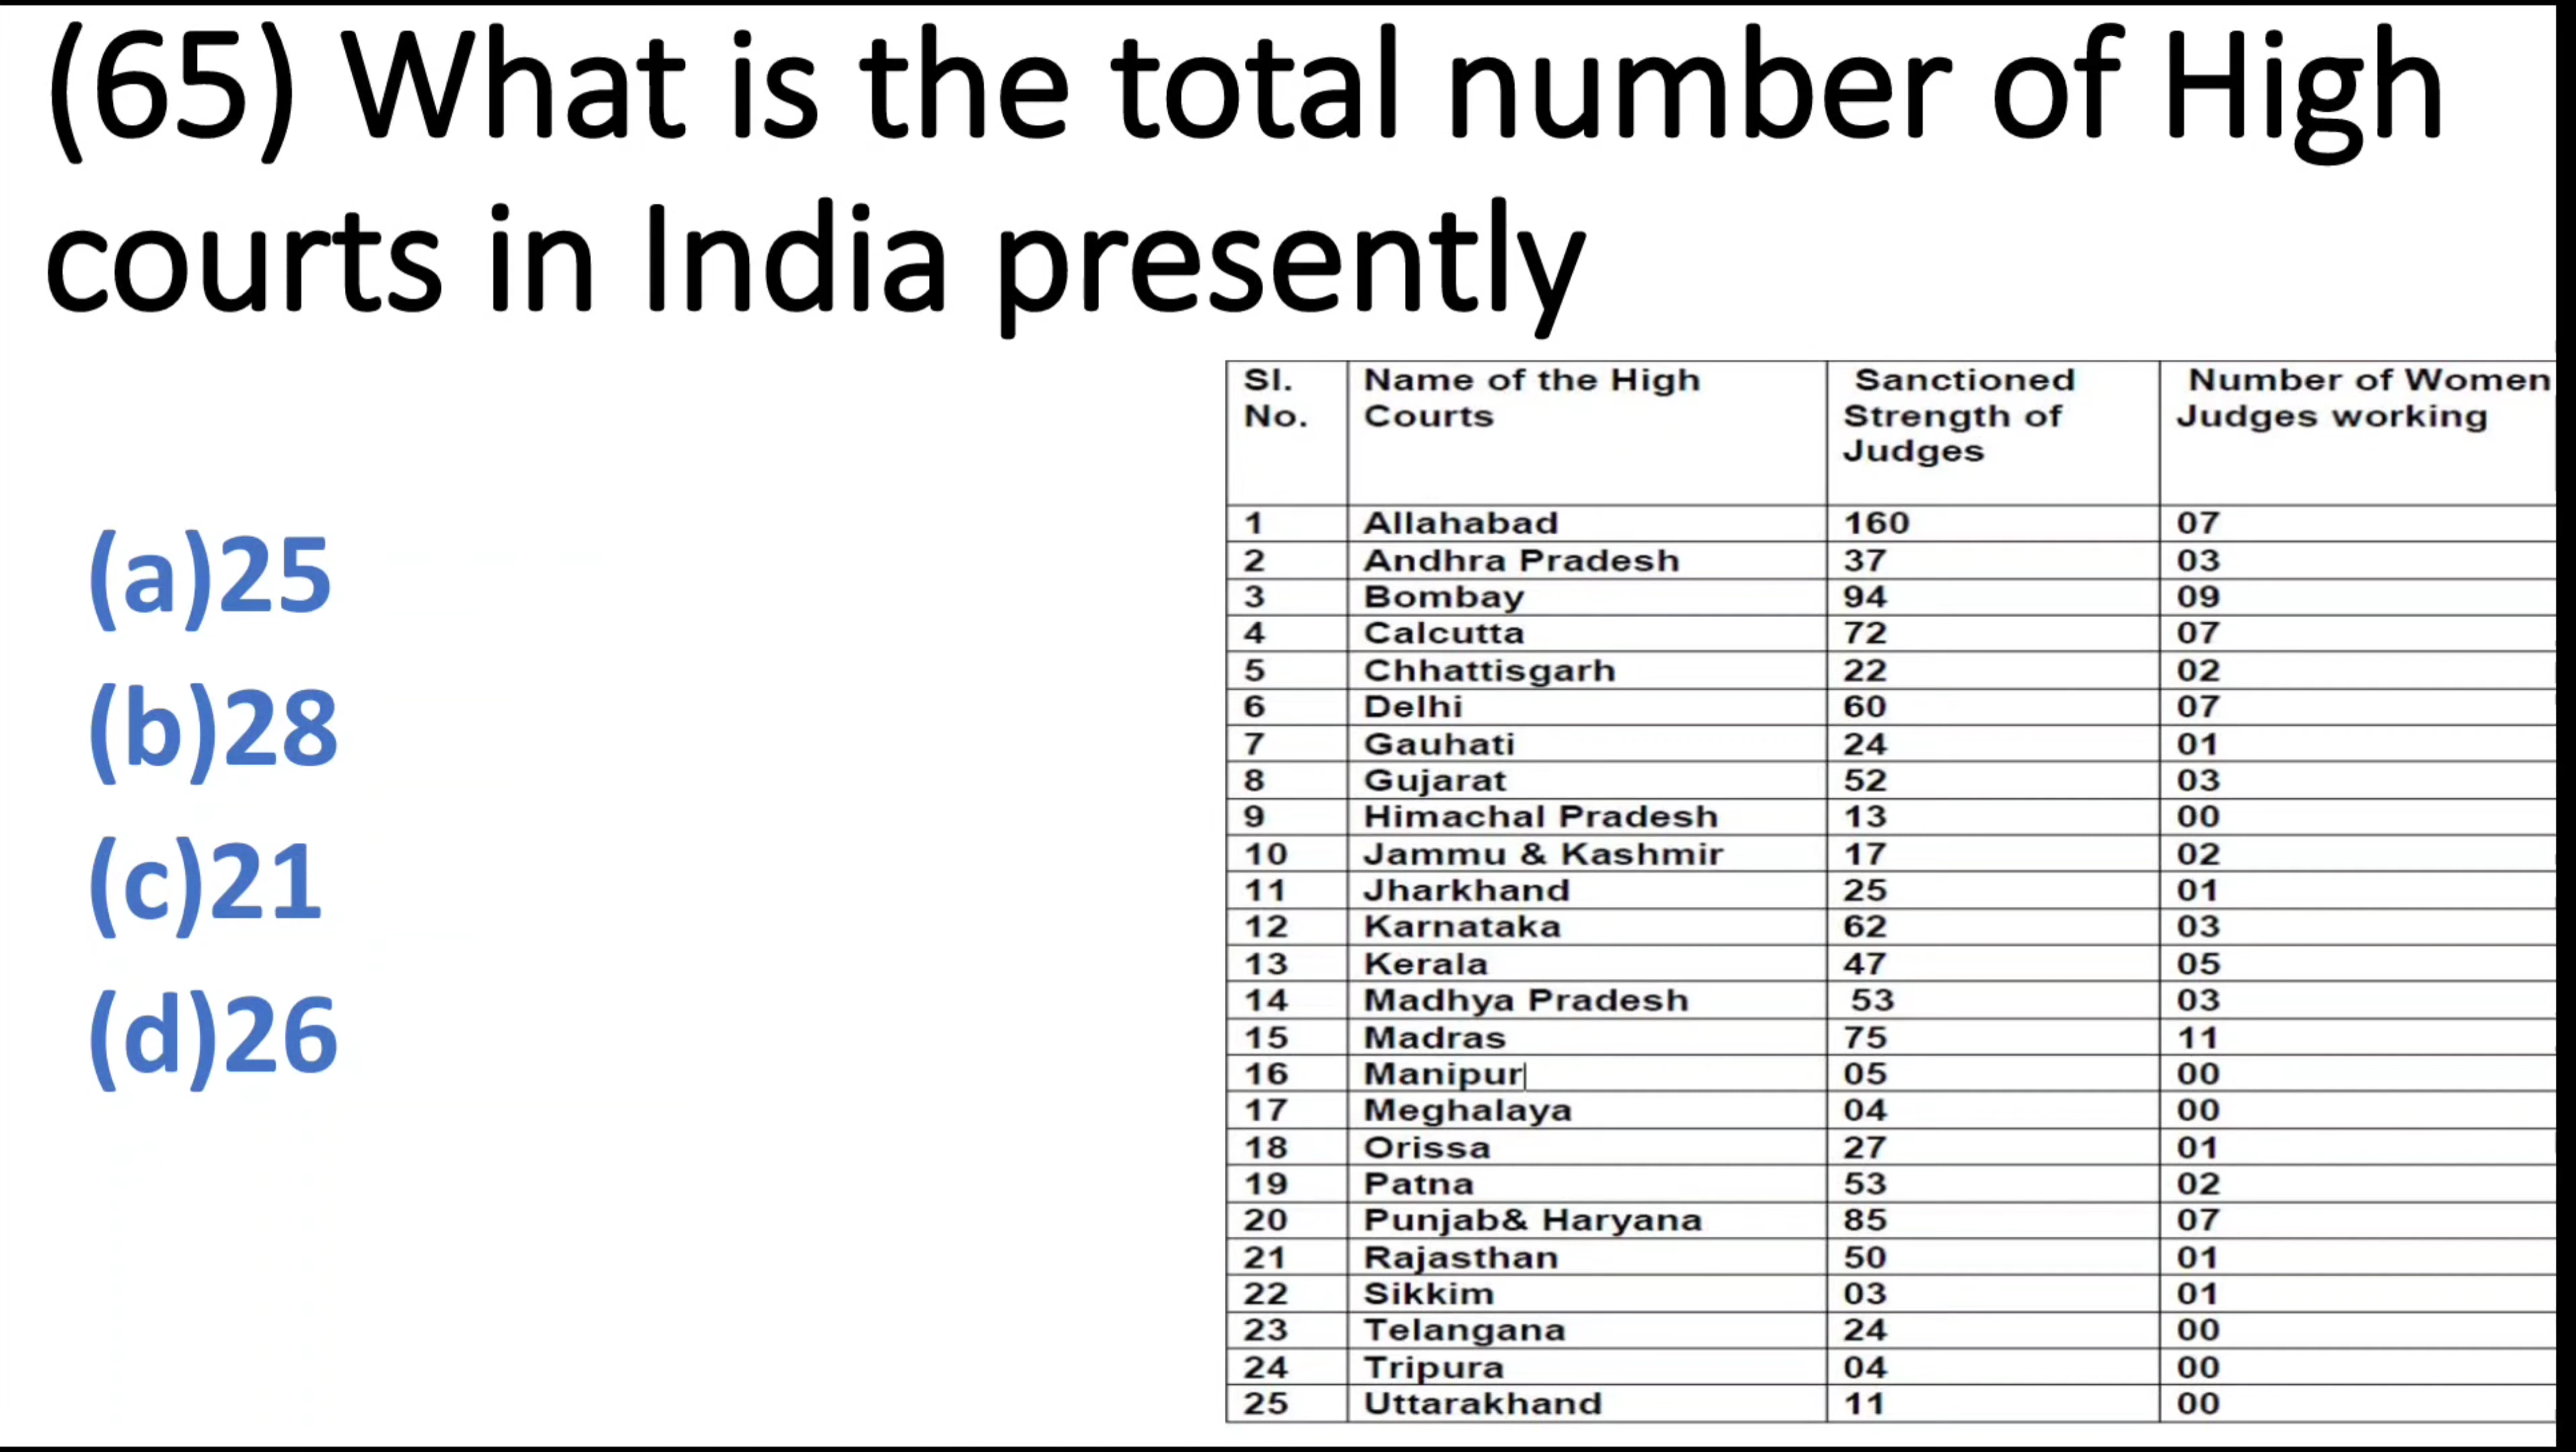 (65) What is the total number of High
courts in India presently
(a)25
(b)28
(c)21
(d)26
Sl. No. Name of the High Courts Sanctioned Strength of Judges Number of Women Judges working
1 Allahabad 160 07
2 Andhra Pradesh 37 03
3 Bombay 94 09
4 Calcutta 72 07
5 Chhattisgarh 22 02
6 Delhi 60 07
7 Gauhati 24 01
8 Gujarat 52 03
9 Himachal Pradesh 13 00
10 Jammu & Kashmir 17 02
11 Jharkhand 25 01
12 Karnataka 62 03
13 Kerala 47 05
14 Madhya Pradesh 53 03
15 Madras 75 11
16 Manipur 05 00
17 Meghalaya 04 00
18 Orissa 27 01
19 Patna 53 02
20 Punjab& Haryana 85 07
21 Rajasthan 50 01
22 Sikkim 03 01
23 Telangana 24 00
24 Tripura 04 00
25 Uttarakhand 11 00